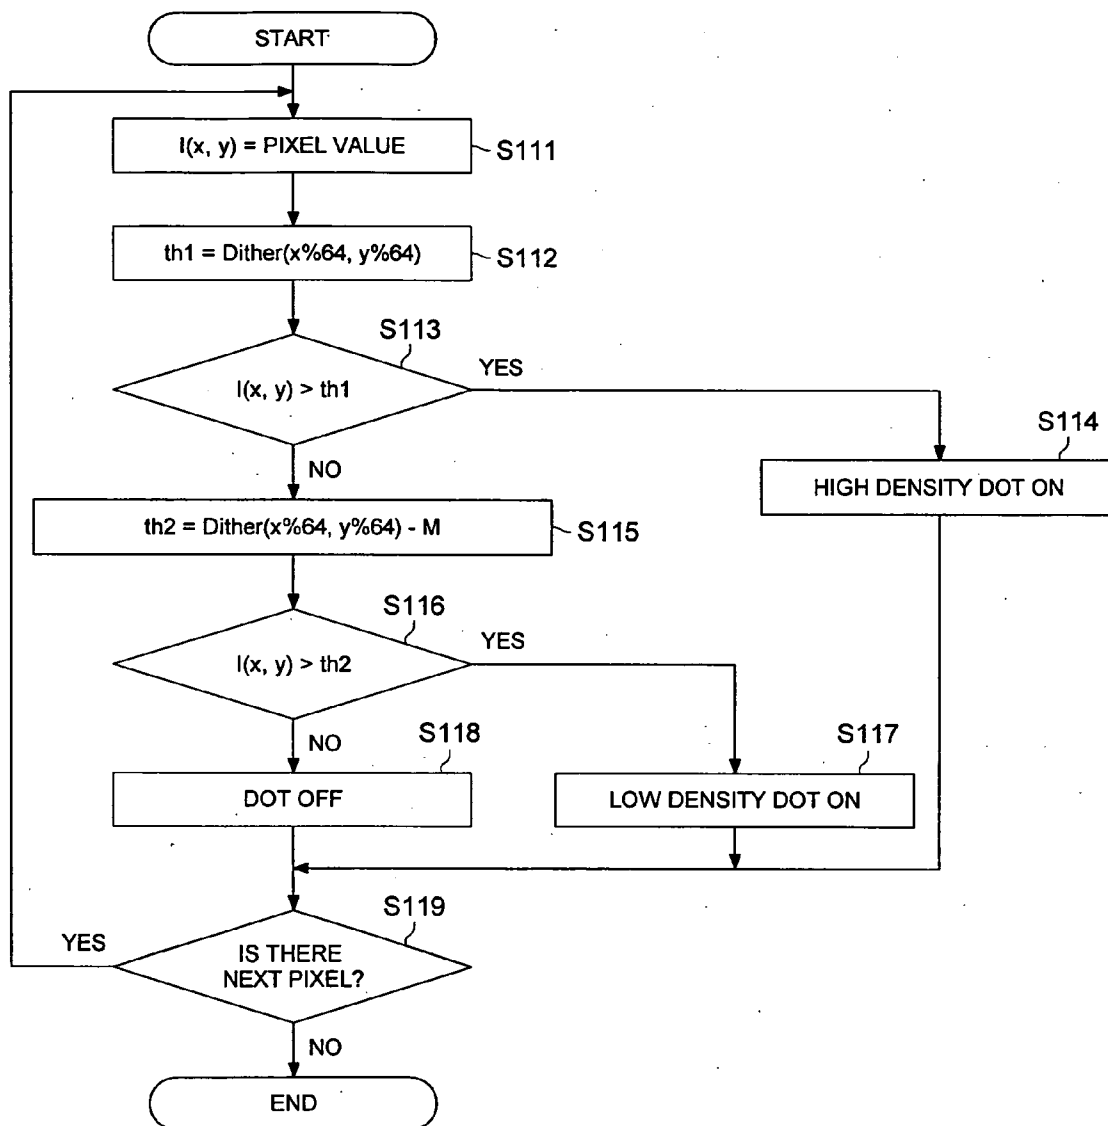 START
I(x, y) = PIXEL VALUE
S111
th1 = Dither(x%64, y%64)
S112
S113
I(x, y) > th1
YES
NO
S114
HIGH DENSITY DOT ON
th2 = Dither(x%64, y%64) - M
S115
S116
I(x, y) > th2
YES
NO
S118
DOT OFF
S117
LOW DENSITY DOT ON
S119
IS THERE
NEXT PIXEL?
YES
NO
END